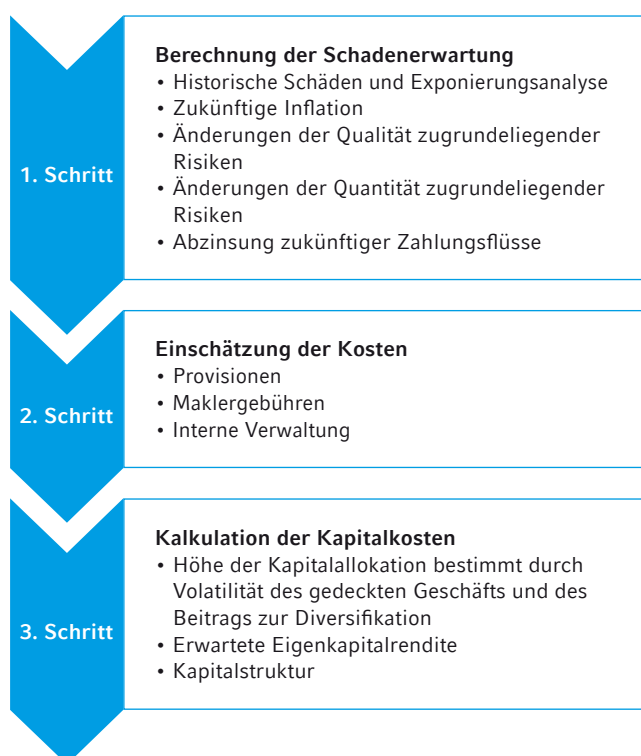 1. Schritt
Berechnung der Schadenerwartung
• Historische Schäden und Exponierungsanalyse
• Zukünftige Inflation
• Änderungen der Qualität zugrundeliegender
Risiken
• Änderungen der Quantität zugrundeliegender
Risiken
• Abzinsung zukünftiger Zahlungsflüsse
2. Schritt
Einschätzung der Kosten
• Provisionen
• Maklergebühren
• Interne Verwaltung
3. Schritt
Kalkulation der Kapitalkosten
• Höhe der Kapitalallokation bestimmt durch
Volatilität des gedeckten Geschäfts und des
Beitrags zur Diversifikation
• Erwartete Eigenkapitalrendite
• Kapitalstruktur